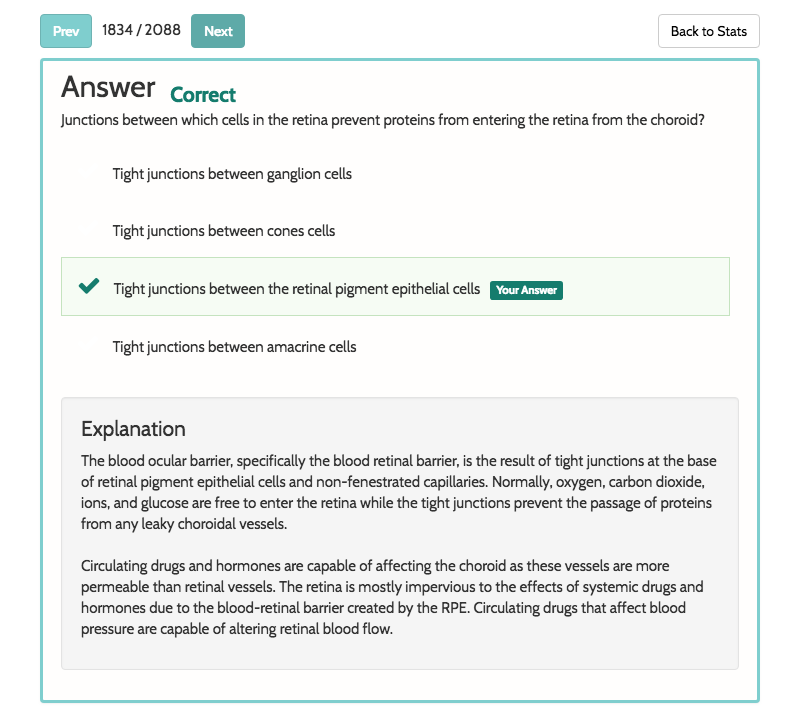 Prev 1834 / 2088 Next Back to Stats
Answer Correct
Junctions between which cells in the retina prevent proteins from entering the retina from the choroid?
Tight junctions between ganglion cells
Tight junctions between cones cells
Tight junctions between the retinal pigment epithelial cells Your Answer
Tight junctions between amacrine cells
Explanation
The blood ocular barrier, specifically the blood retinal barrier, is the result of tight junctions at the base
of retinal pigment epithelial cells and non-fenestrated capillaries. Normally, oxygen, carbon dioxide,
ions, and glucose are free to enter the retina while the tight junctions prevent the passage of proteins
from any leaky choroidal vessels.
Circulating drugs and hormones are capable of affecting the choroid as these vessels are more
permeable than retinal vessels. The retina is mostly impervious to the effects of systemic drugs and
hormones due to the blood-retinal barrier created by the RPE. Circulating drugs that affect blood
pressure are capable of altering retinal blood flow.